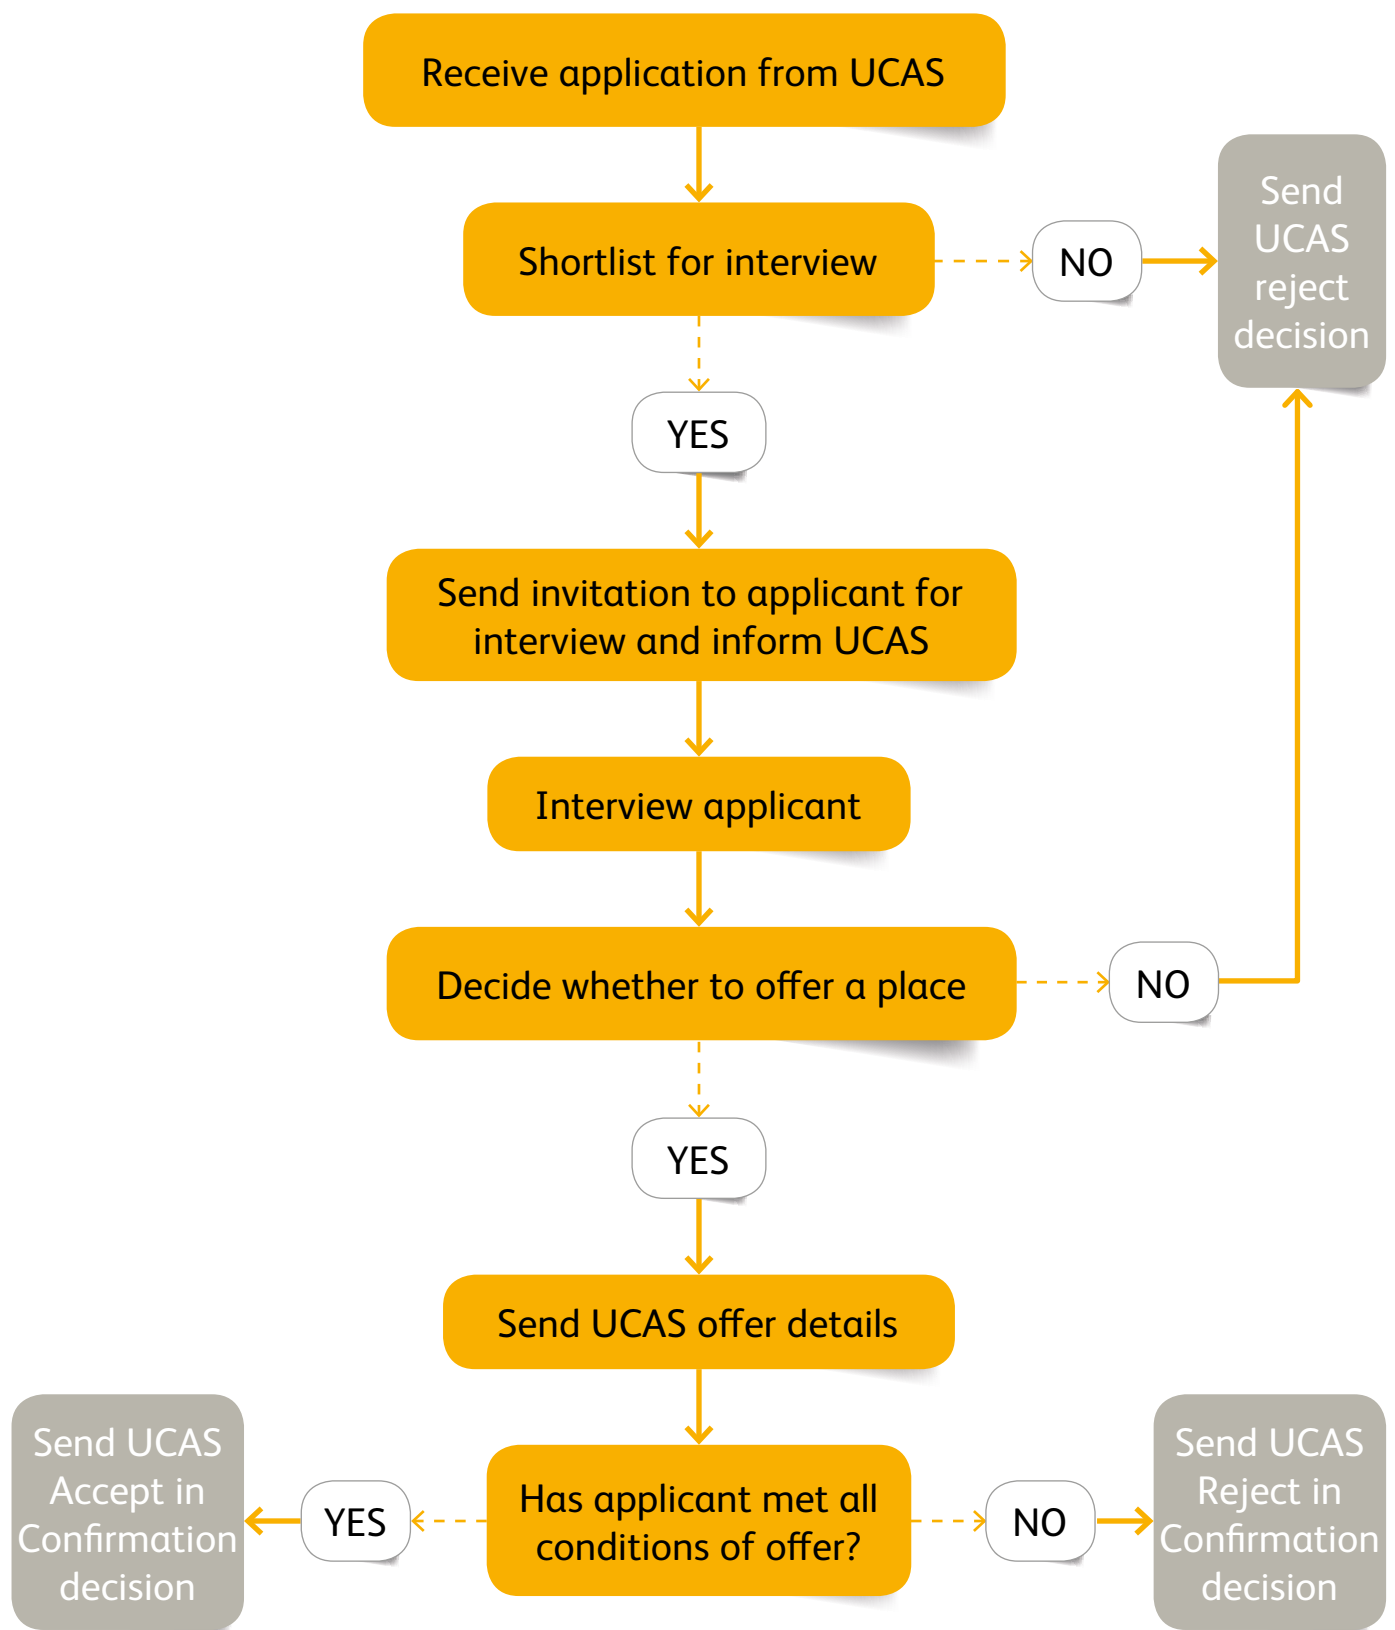 Receive application from UCAS
Shortlist for interview
NO
Send
UCAS
reject
decision
YES
Send invitation to applicant for
interview and inform UCAS
Interview applicant
Decide whether to offer a place
NO
YES
Send UCAS offer details
Has applicant met all
conditions of offer?
YES
Send UCAS
Accept in
Confirmation
decision
NO
Send UCAS
Reject in
Confirmation
decision